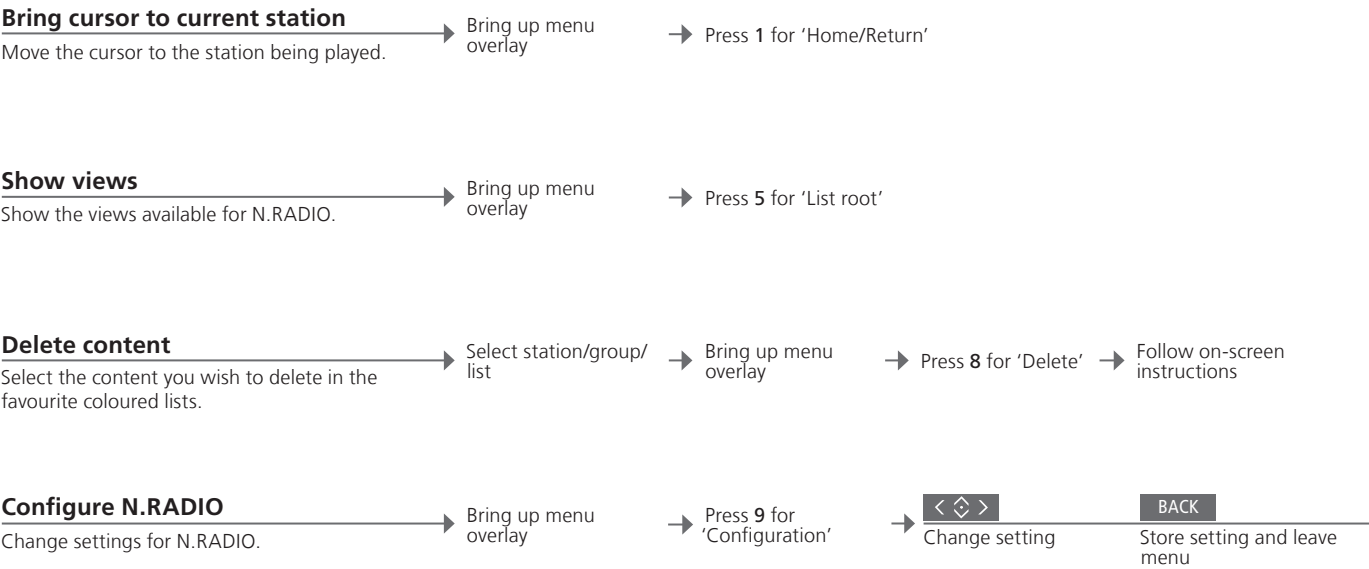 Bring cursor to current station
Move the cursor to the station being played.
Bring up menu
overlay
Press 1 for ‘Home/Return’
Show views
Show the views available for N.RADIO.
Bring up menu
overlay
Press 5 for ‘List root’
Delete content
Select the content you wish to delete in the
favourite coloured lists.
Select station/group/
list
Bring up menu
overlay
Press 8 for ‘Delete’
Follow on-screen
instructions
Configure N.RADIO
Change settings for N.RADIO.
Bring up menu
overlay
Press 9 for
‘Configuration’
Change setting
BACK
Store setting and leave
menu